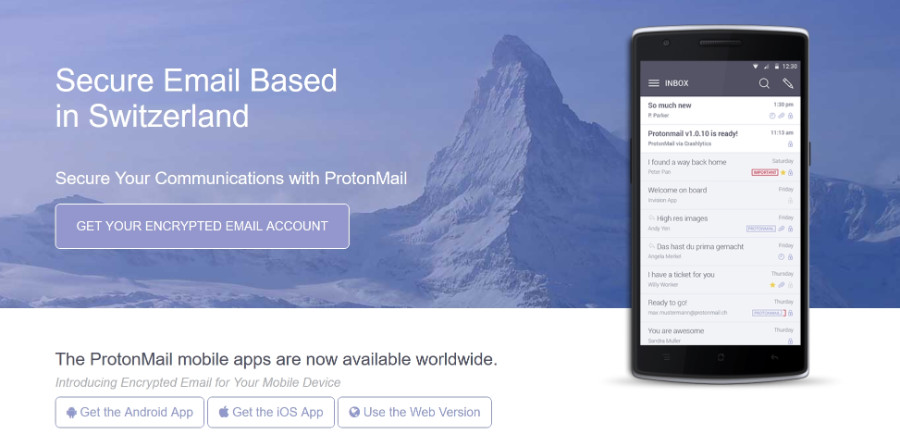 Secure Email Based
in Switzerland
Secure Your Communications with ProtonMail
GET YOUR ENCRYPTED EMAIL ACCOUNT
The ProtonMail mobile apps are now available worldwide.
Introducing Encrypted Email for Your Mobile Device
Get the Android App
Get the iOS App
Use the Web Version
12:30
INBOX
So much new 1:30 pm
P. Parker
Protonmail v1.0.10 is ready! 11:10 am
ProtonMail via Crashlytics
I found a way back home Saturday
Peter Pan IMPORTANT
Welcome on board Friday
Invision App
High res images Friday
Andy Yen PROTONMAIL
Das hast du prima gemacht Friday
Angela Merkel
I have a ticket for you Thursday
Willy Wonker
Ready to go! Thursday
max.mustermann@protonmail.ch PROTONMAIL
You are awesome Thursday
Sandra Müller